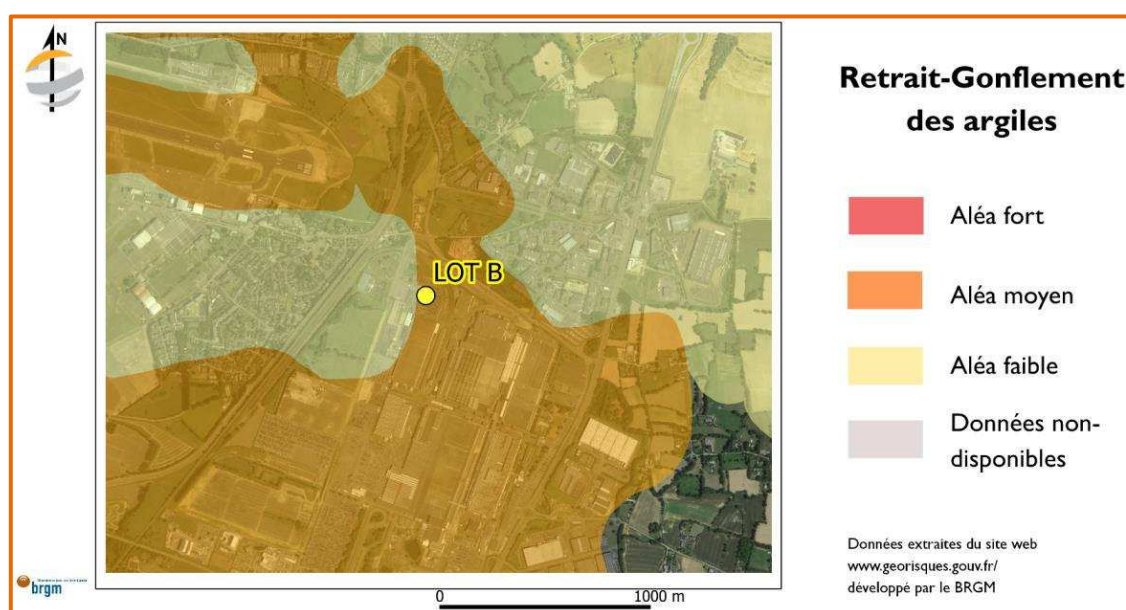 N
Retrait-Gonflement
des argiles
LOT B
Aléa fort
Aléa moyen
Aléa faible
Données non-
disponibles
Données extraites du site web
www.georisques.gouv.fr/
développé par le BRGM
brgm
0 1000 m